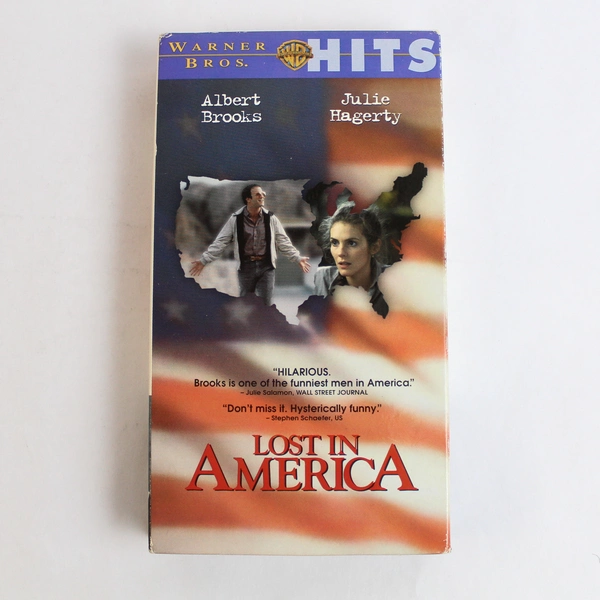 WARNER BROS.
WB HITS
Albert Brooks
Julie Hagerty
"HILARIOUS.
Brooks is one of the funniest men in America."
– Julie Salamon, WALL STREET JOURNAL
"Don't miss it. Hysterically funny."
– Stephen Schaefer, US
LOST IN
AMERICA